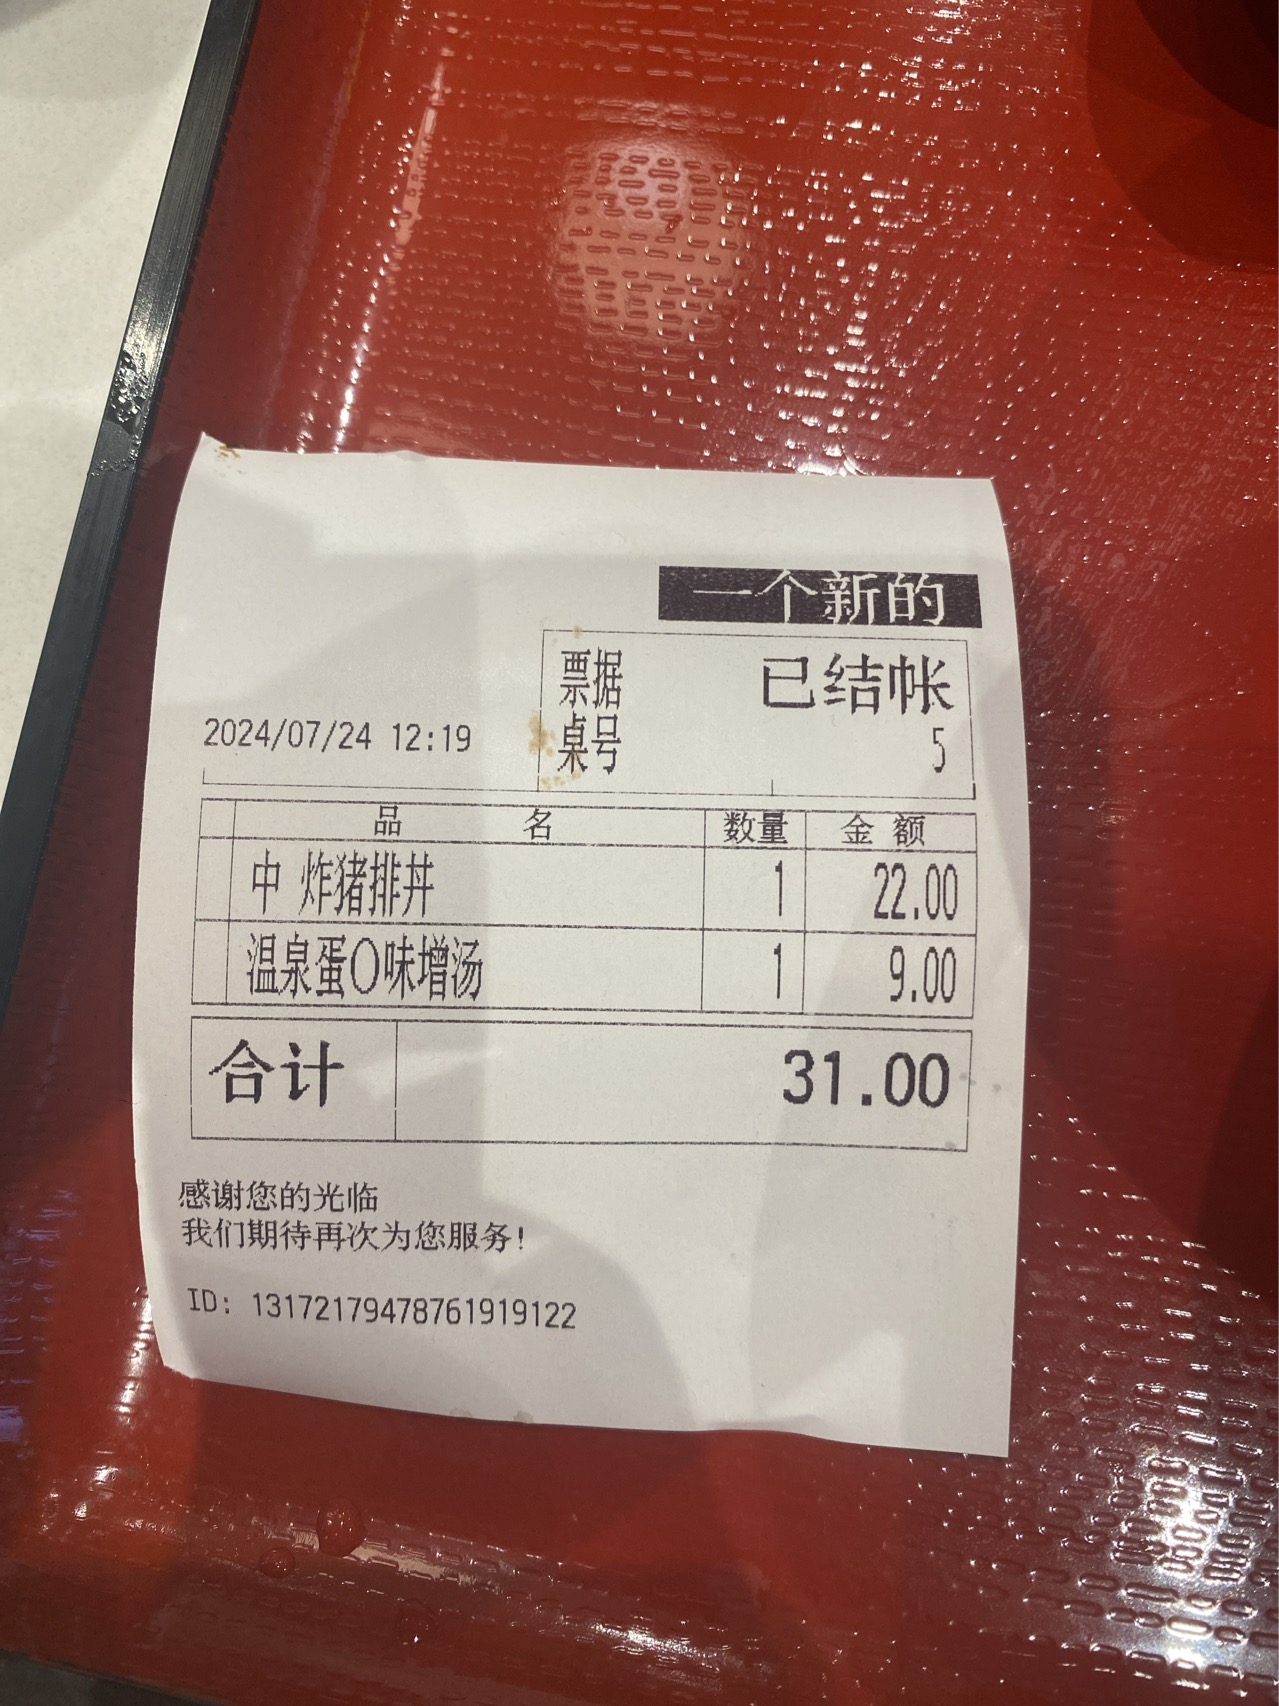 一个新的
票据 已结帐
2024/07/24 12:19 桌号 5
品 名 数量 金 额
中 炸猪排丼 1 22.00
温泉蛋〇味增汤 1 9.00
合计 31.00
感谢您的光临
我们期待再次为您服务!
ID: 13172179478761919122